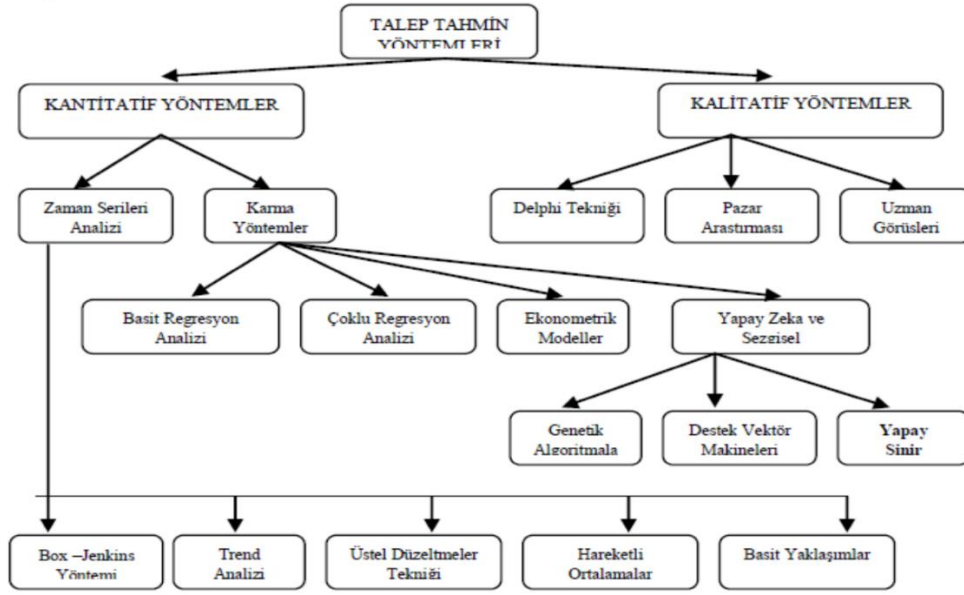 TALEP TAHMİN
YÖNTEMLERİ
KANTİTATİF YÖNTEMLER
KALİTATİF YÖNTEMLER
Zaman Serileri
Analizi
Karma
Yöntemler
Delphi Tekniği
Pazar
Arastırması
Uzman
Görüsleri
Basit Regresyon
Analizi
Çoklu Regresyon
Analizi
Ekonometrik
Modeller
Yapay Zeka ve
Sezgisel
Genetik
Algoritmala
Destek Vektör
Makineleri
Yapay
Sinir
Box –Jenkins
Yöntemi
Trend
Analizi
Üstel Düzeltmeler
Tekniği
Hareketli
Ortalamalar
Basit Yaklaşımlar